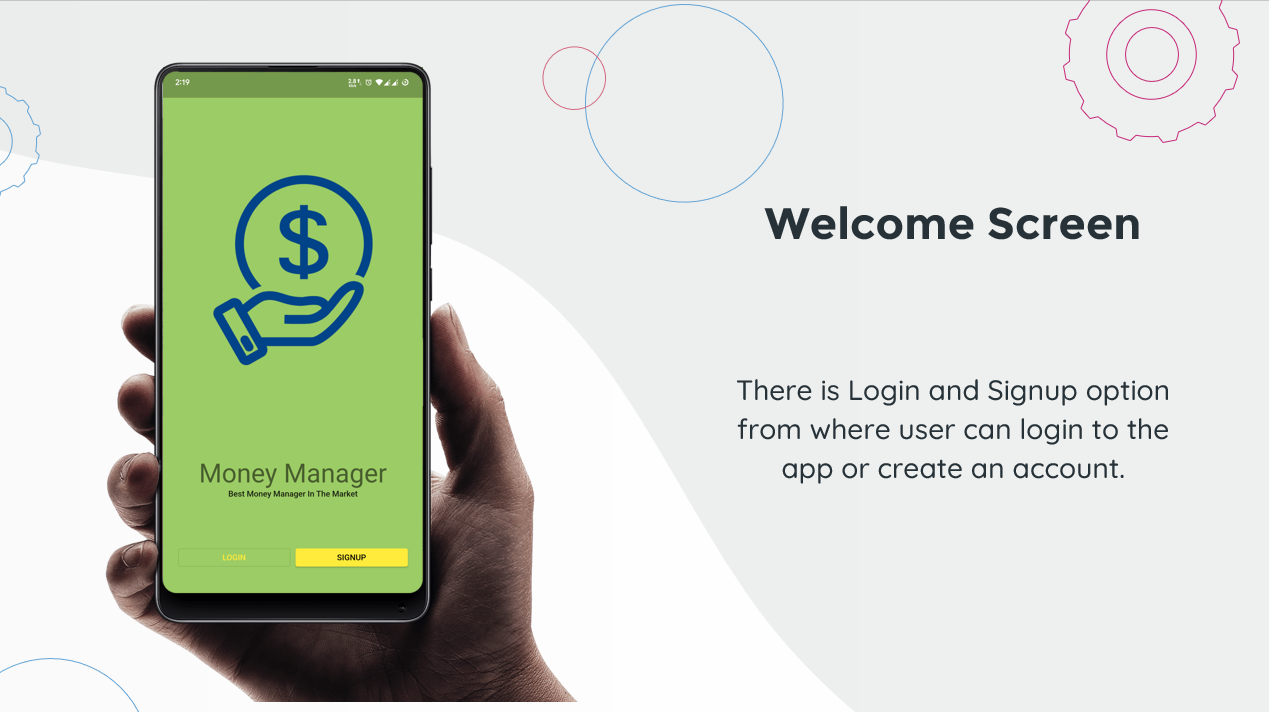 2:19
Welcome Screen
There is Login and Signup option
from where user can login to the
app or create an account.
$
Money Manager
Best Money Manager In The Market
LOGIN SIGNUP